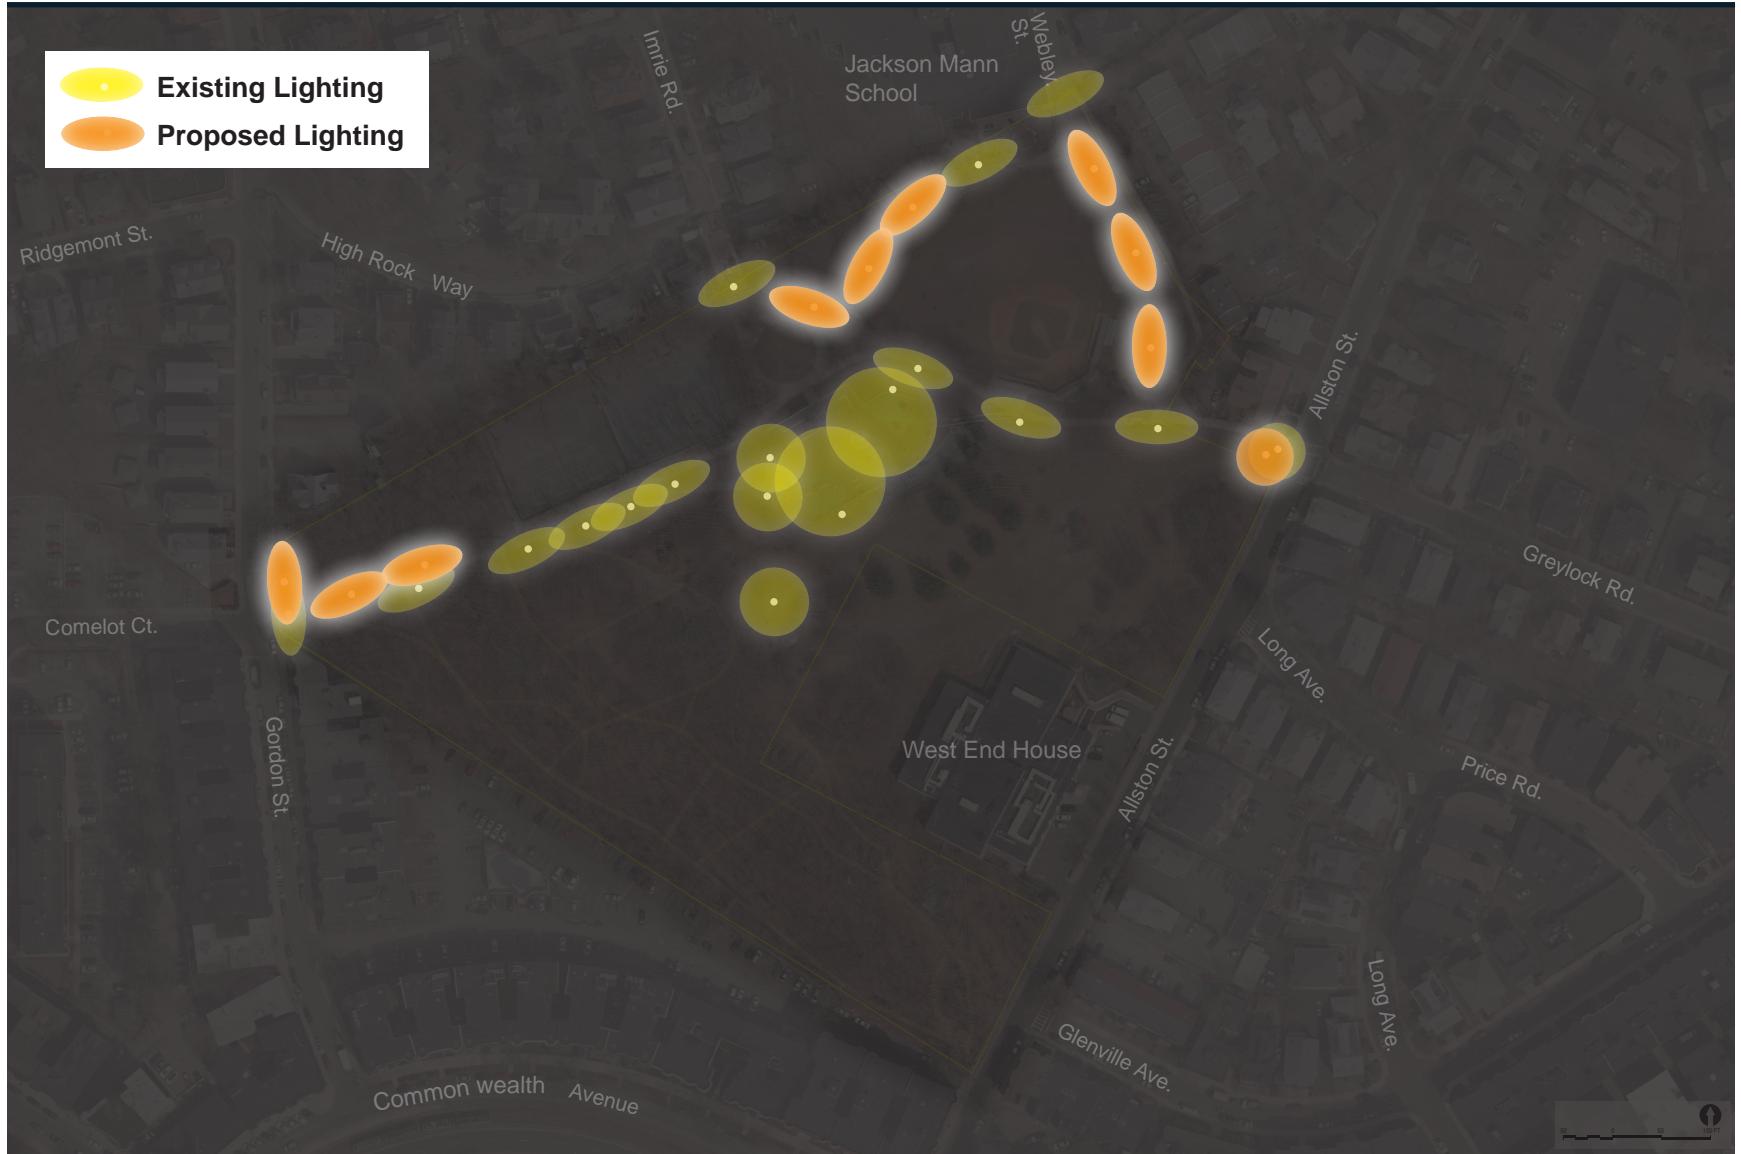 Existing Lighting
Proposed Lighting
Imrie Rd.
Jackson Mann
School
Webley
St.
Ridgemont St.
High Rock Way
Allston St.
Greylock Rd.
Comelot Ct.
Long Ave.
Gordon St.
West End House
Allston St.
Price Rd.
Long Ave.
Glenville Ave.
Common wealth Avenue